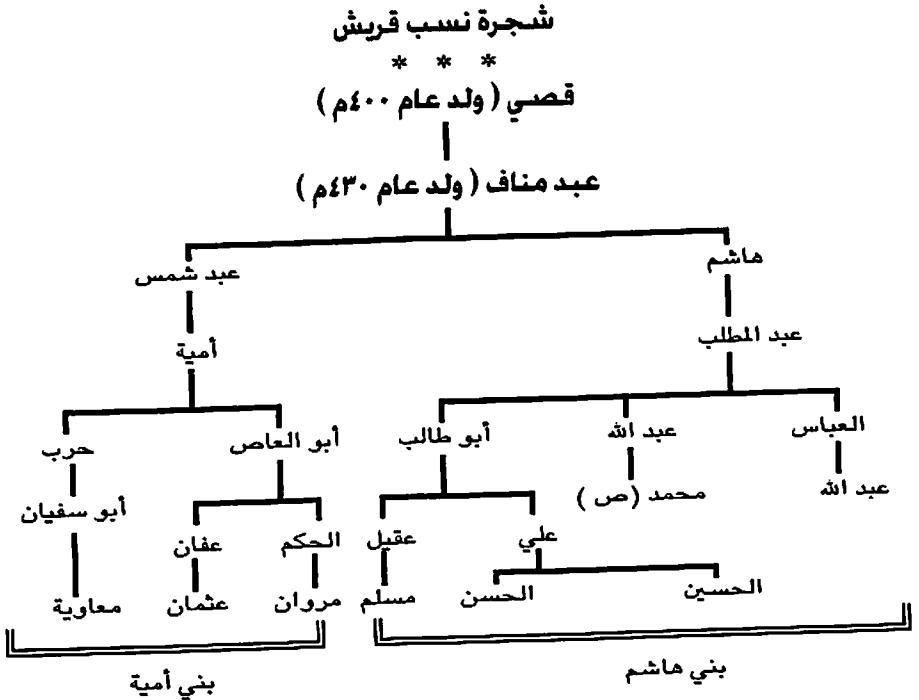 شجرة نسب قريش
* * *
قصي ( ولد عام ٤٠٠م )
عبد مناف ( ولد عام ٤٣٠م )
هاشم
عبد شمس
عبد المطلب
أمية
العباس
عبد الله
أبو طالب
أبو العاص
حرب
عبد الله
محمد (ص )
أبو سفيان
علي
عقيل
الحكم
عفان
الحسين
الحسن
مسلم
مروان
عثمان
معاوية
بني هاشم
بني أمية